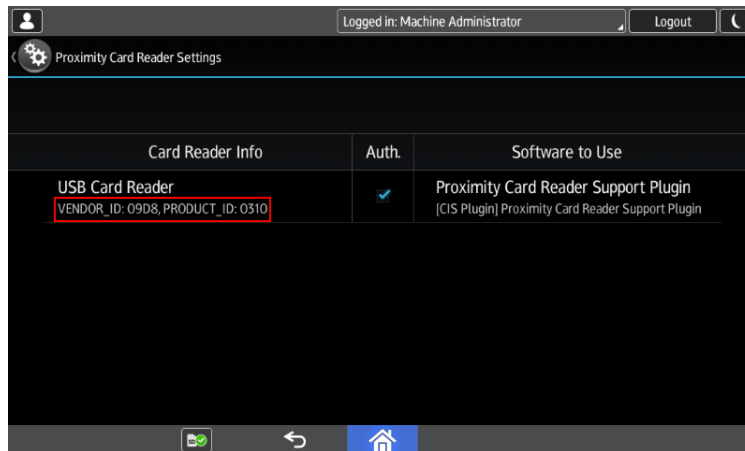 Logged in: Machine Administrator
Logout
Proximity Card Reader Settings
Card Reader Info
Auth.
Software to Use
USB Card Reader
VENDOR_ID: 09D8, PRODUCT_ID: 0310
Proximity Card Reader Support Plugin
[CIS Plugin] Proximity Card Reader Support Plugin